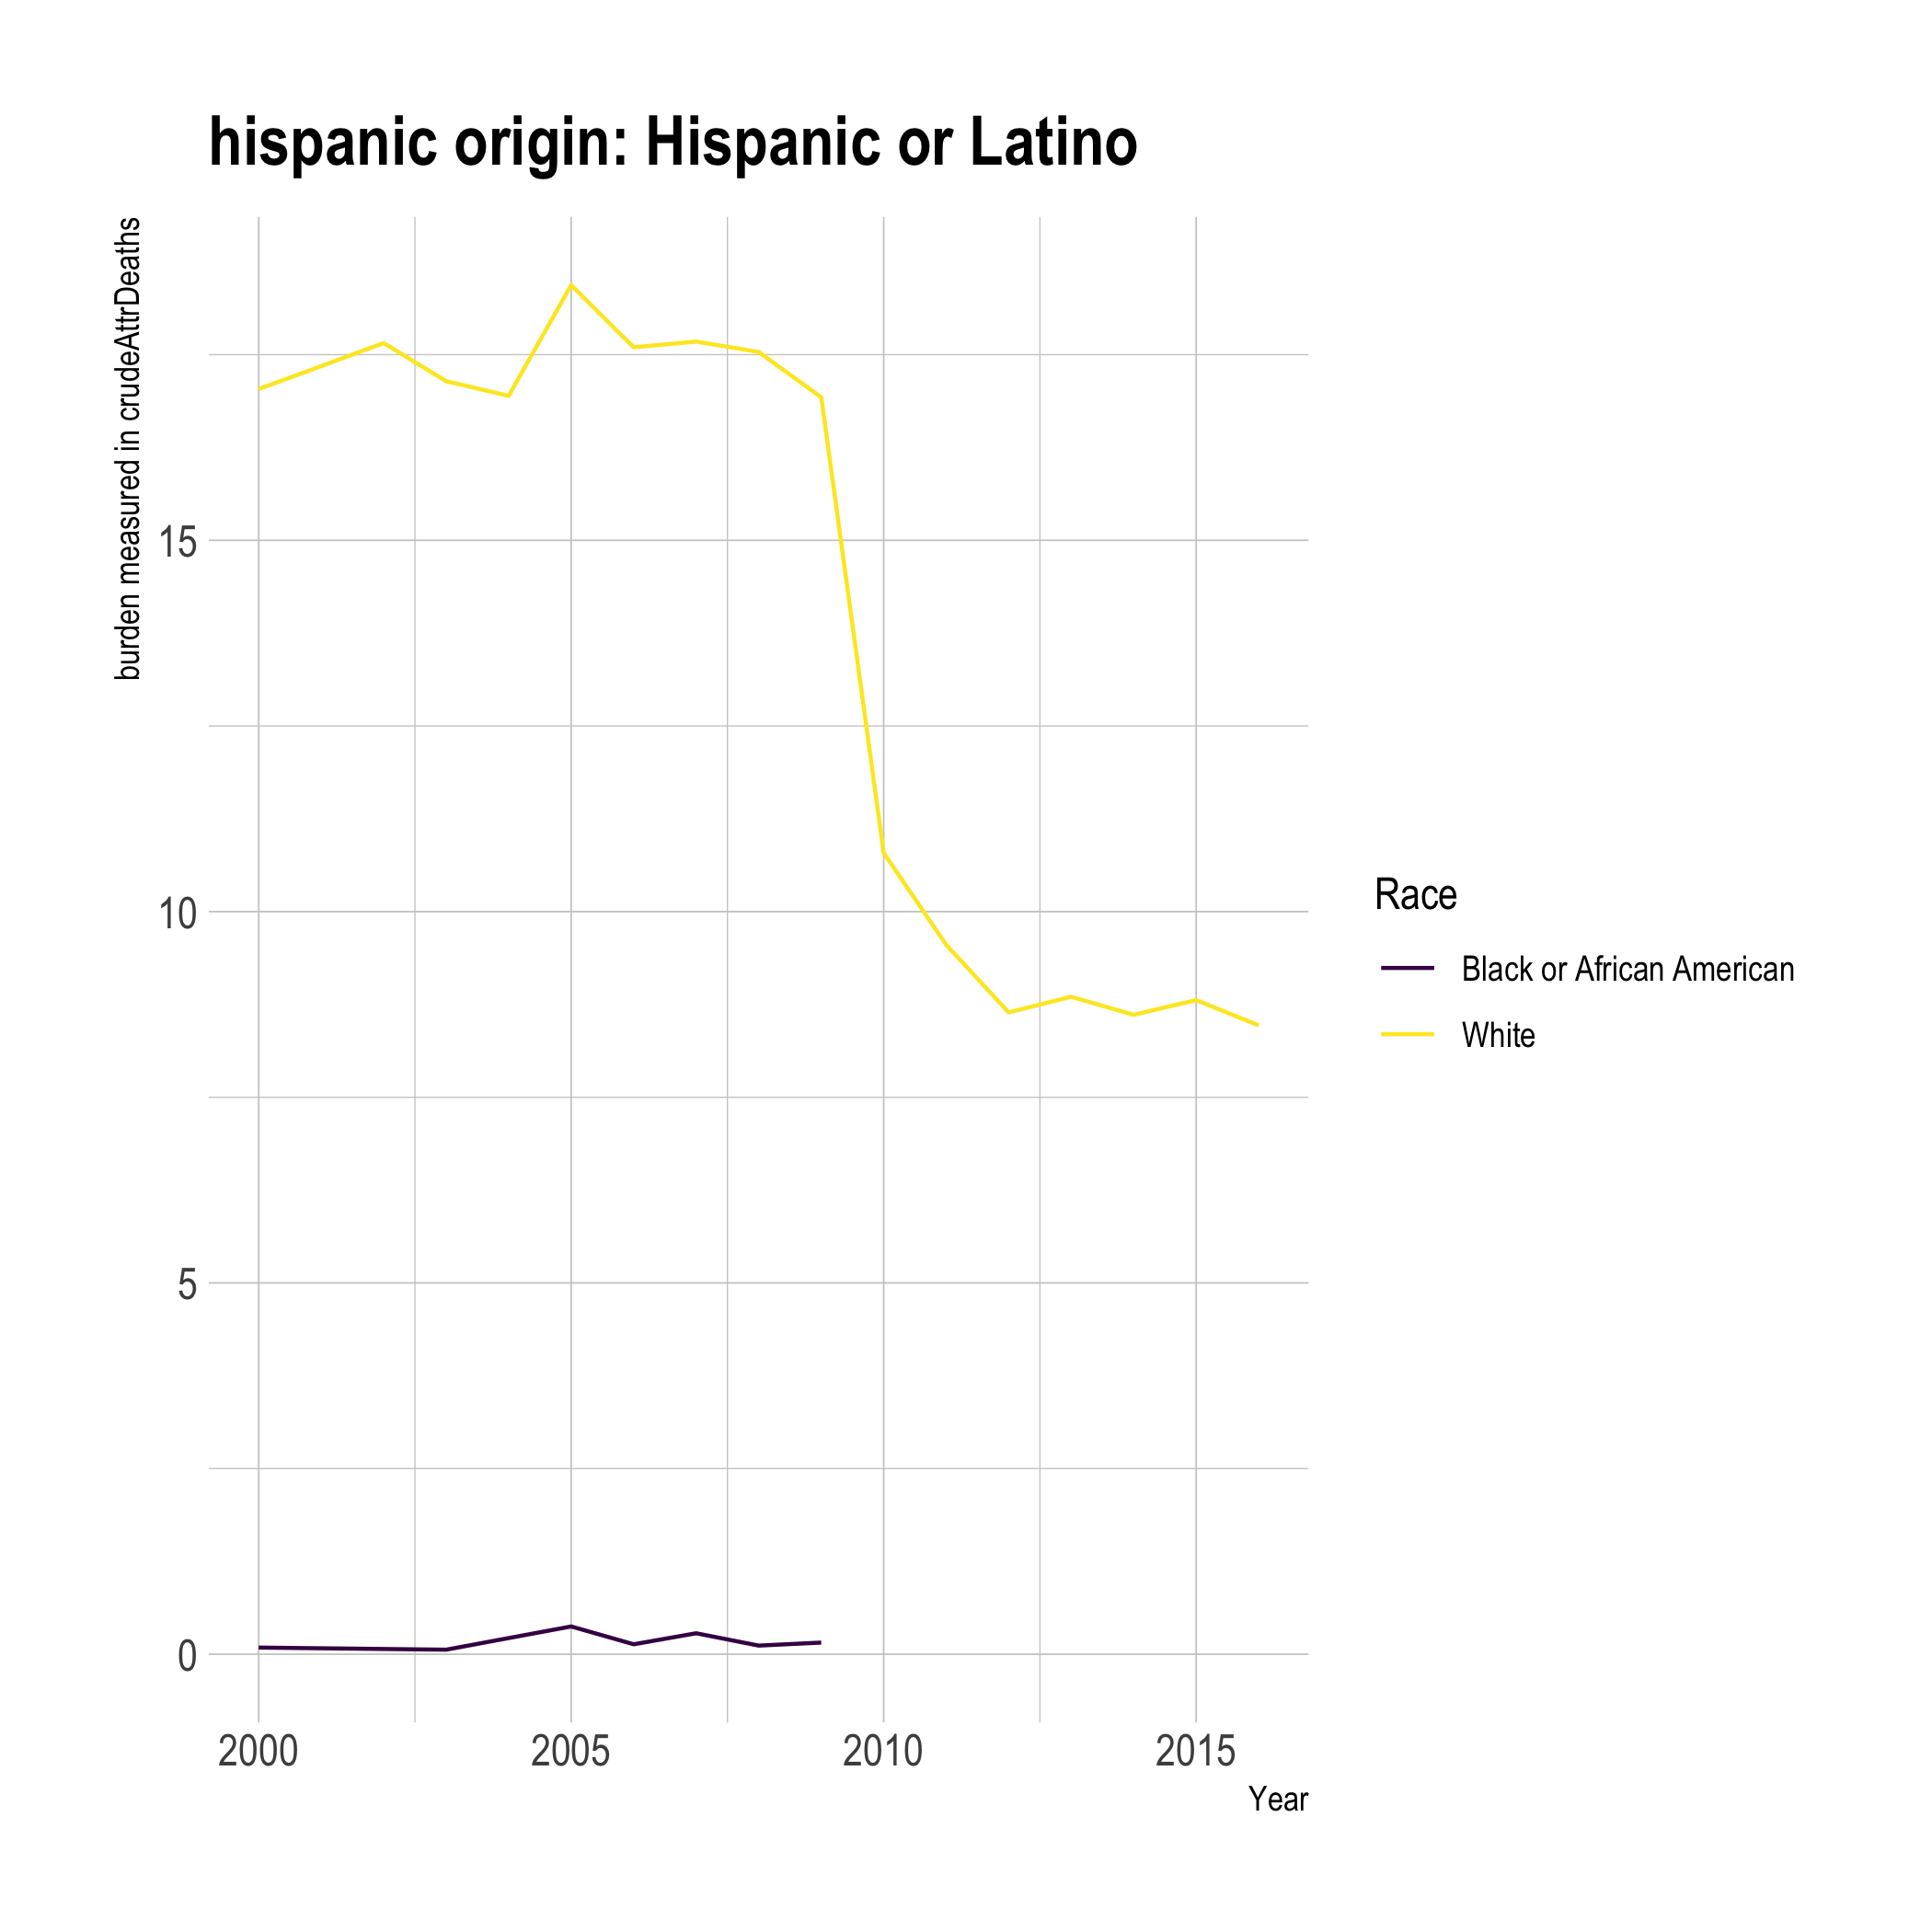 hispanic origin: Hispanic or Latino
burden measured in crudeAttrDeaths
15
10
5
0
2000 2005 2010 2015
Year
Race
Black or African American
White